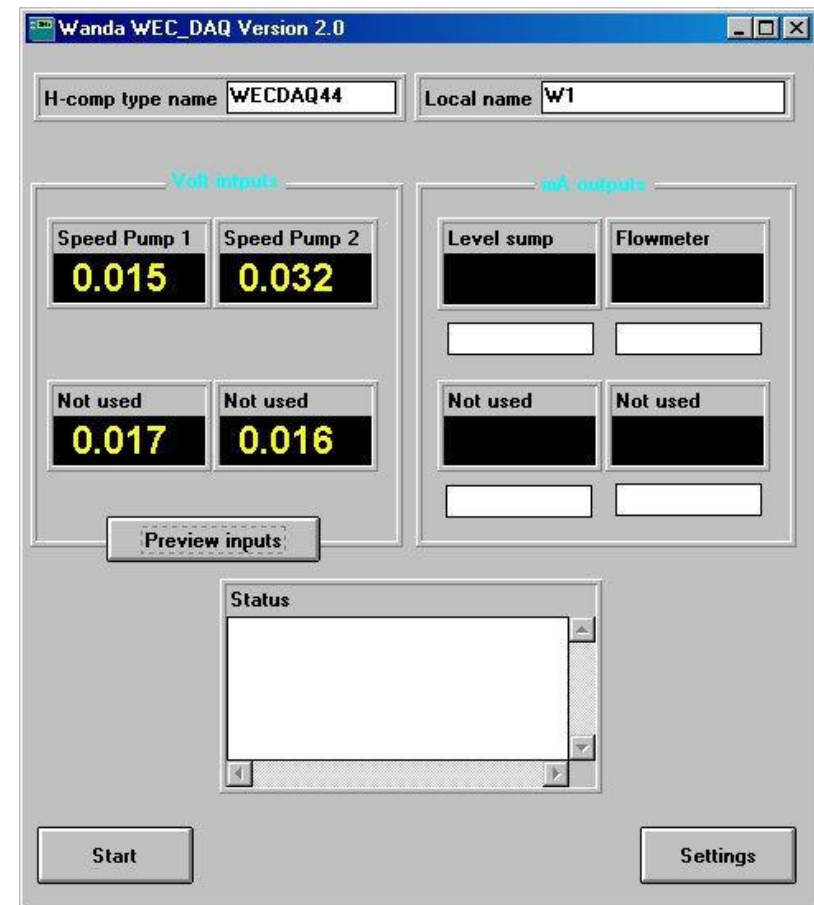 Wanda WEC_DAQ Version 2.0
H-comp type name WECDAQ44 Local name W1
Volt intputs mA outputs
Speed Pump 1 Speed Pump 2 Level sump Flowmeter
0.015 0.032
Not used Not used Not used Not used
0.017 0.016
Preview inputs
Status
Start Settings